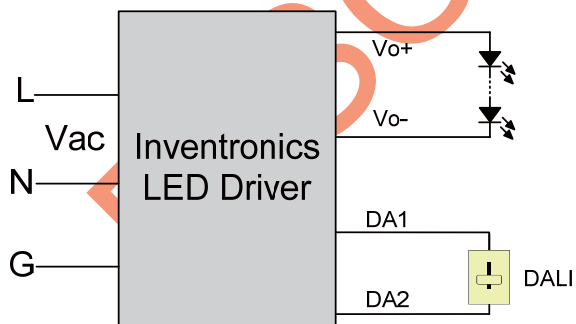 Vo+
L
Vac
Vo-
Inventronics
LED Driver
N
DA1
G
DALI
DA2